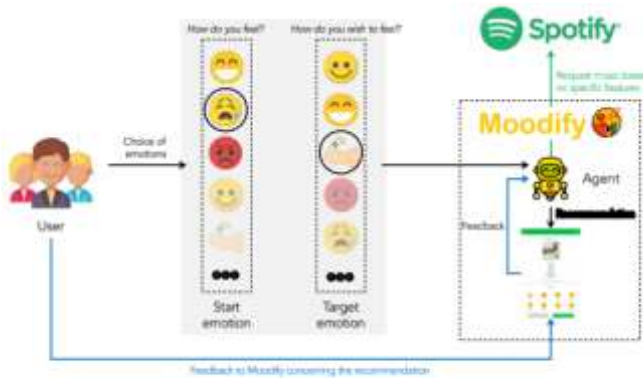 How do you feel?
How do you wish to feel?
Spotify
Request music based
on specific features
Moodify
Choice of
emotions
Agent
User
Feedback
Start
emotion
Target
emotion
Feedback to Moodify concerning the recommendation